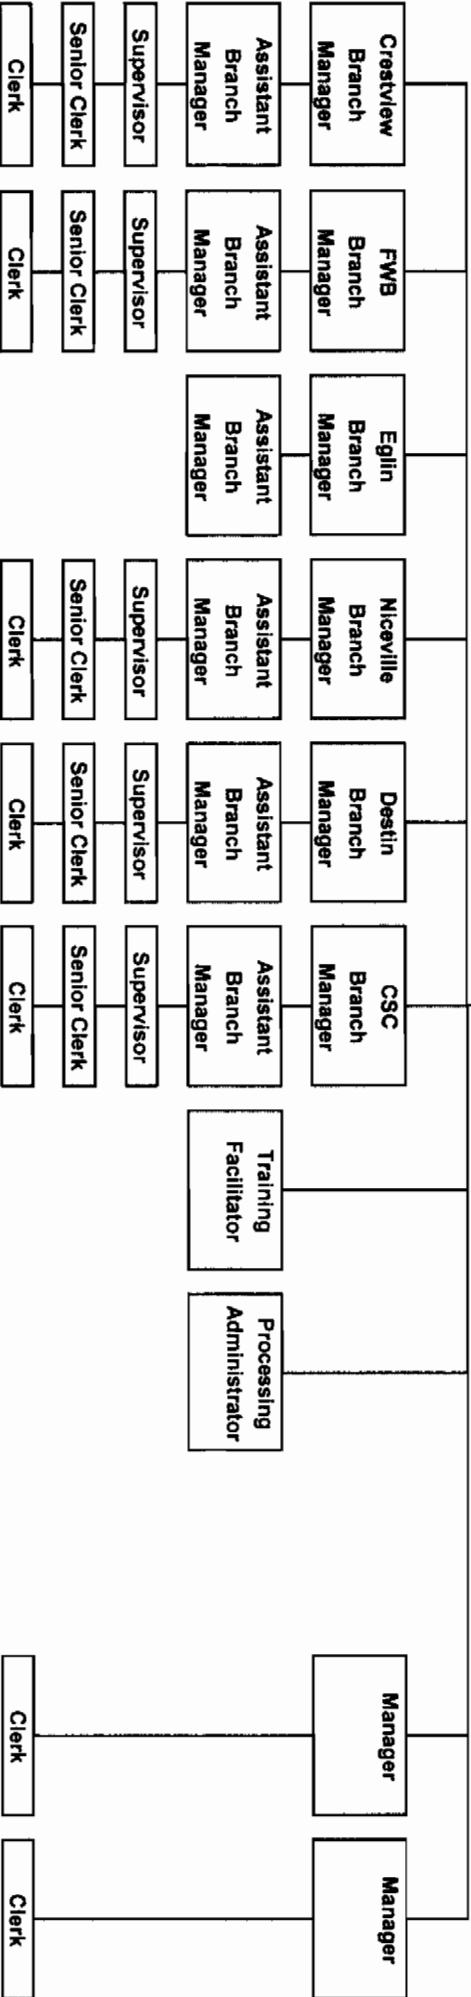 Crestview
Branch
Manager
Assistant
Branch
Manager
Supervisor
Senior Clerk
Clerk
FWB
Branch
Manager
Assistant
Branch
Manager
Supervisor
Senior Clerk
Clerk
Eglin
Branch
Manager
Assistant
Branch
Manager
Niceville
Branch
Manager
Assistant
Branch
Manager
Supervisor
Senior Clerk
Clerk
Destin
Branch
Manager
Assistant
Branch
Manager
Supervisor
Senior Clerk
Clerk
CSC
Branch
Manager
Assistant
Branch
Manager
Supervisor
Senior Clerk
Clerk
Training
Facilitator
Processing
Administrator
Manager
Clerk
Manager
Clerk